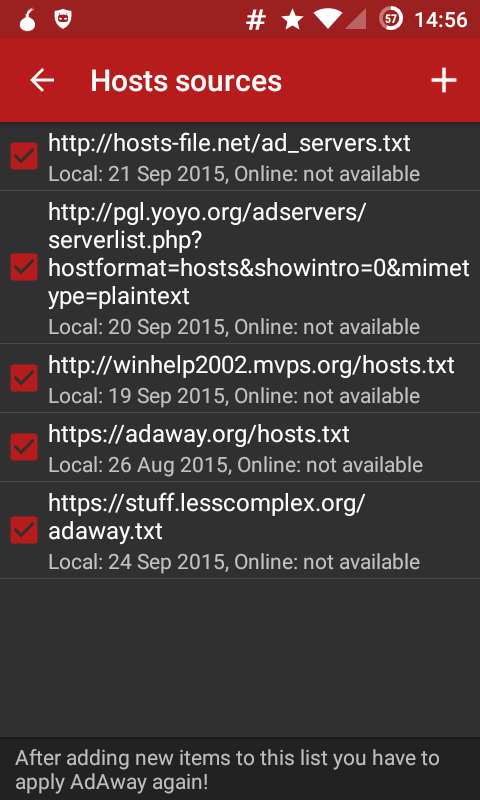 # 57 14:56
Hosts sources
http://hosts-file.net/ad_servers.txt
Local: 21 Sep 2015, Online: not available
http://pgl.yoyo.org/adservers/
serverlist.php?
hostformat=hosts&showintro=0&mimet
ype=plaintext
Local: 20 Sep 2015, Online: not available
http://winhelp2002.mvps.org/hosts.txt
Local: 19 Sep 2015, Online: not available
https://adaway.org/hosts.txt
Local: 26 Aug 2015, Online: not available
https://stuff.lesscomplex.org/
adaway.txt
Local: 24 Sep 2015, Online: not available
After adding new items to this list you have to
apply AdAway again!